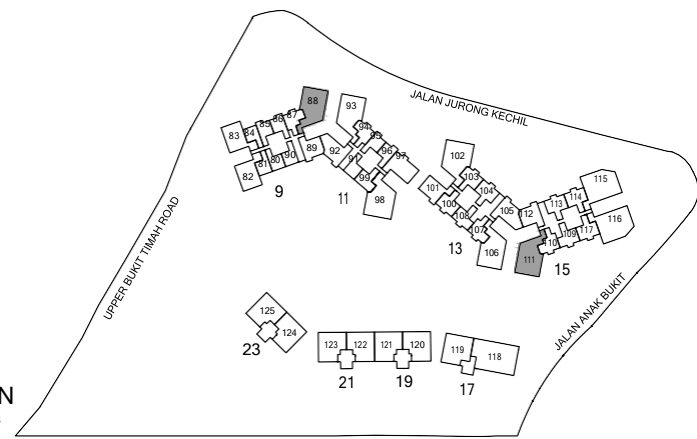 JALAN JURONG KECHIL
UPPER BUKIT TIMAH ROAD
JALAN ANAK BUKIT
83 84 85 86 87 88
82 81 80 90 89
9
93 94 95 96 97
92 91 99 98
11
102 103 104 105
101 100 108 107 106
13
112 113 114 115
111 110 109 117 116
15
125
124
23
123 122 121 120
21 19
119 118
17
N